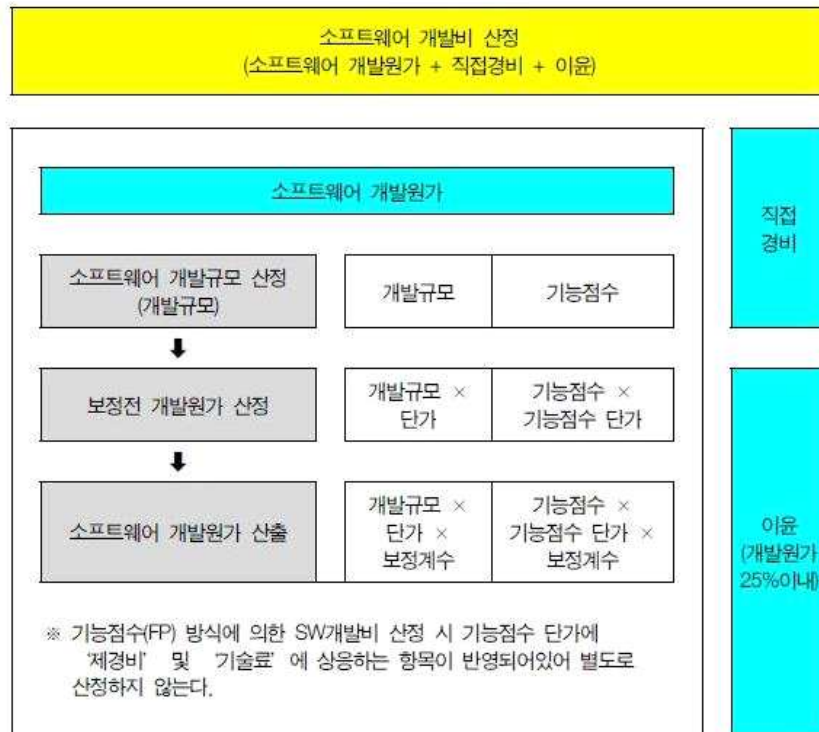 소프트웨어 개발비 산정
(소프트웨어 개발원가 + 직접경비 + 이윤)
소프트웨어 개발원가
소프트웨어 개발규모 산정
(개발규모)
개발규모
기능점수
보정전 개발원가 산정
개발규모 ×
단가
기능점수 ×
기능점수 단가
소프트웨어 개발원가 산출
개발규모 ×
단가 ×
보정계수
기능점수 ×
기능점수 단가 ×
보정계수
※ 기능점수(FP) 방식에 의한 SW개발비 산정 시 기능점수 단가에
‘제경비’ 및 ‘기술료’ 에 상응하는 항목이 반영되어있어 별도로
산정하지 않는다.
직접
경비
이윤
(개발원가
25%이내)